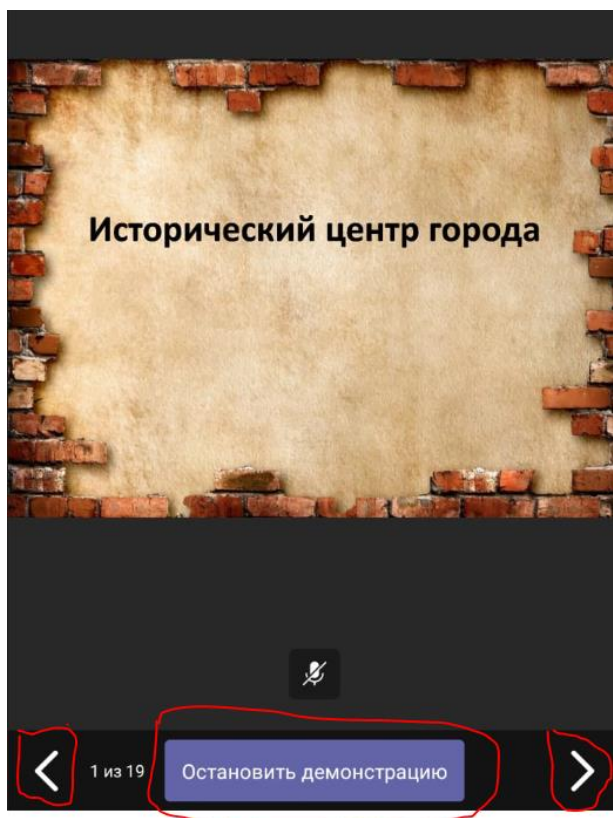 Исторический центр города
1 из 19
Остановить демонстрацию